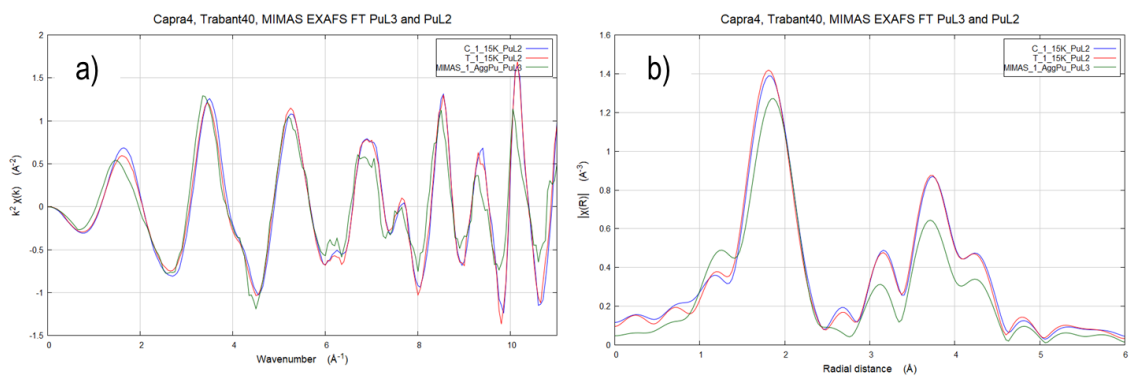 Capra4, Trabant40, MIMAS EXAFS FT PuL3 and PuL2
a)
C_1_15K_PuL2
T_1_15K_PuL2
MIMAS_1_AggPu_PuL3
k² χ(k) (A⁻²)
2
1.5
1
0.5
0
-0.5
-1
-1.5
0 2 4 6 8 10
Wavenumber (Å⁻¹)
Capra4, Trabant40, MIMAS EXAFS FT PuL3 and PuL2
b)
C_1_15K_PuL2
T_1_15K_PuL2
MIMAS_1_AggPu_PuL3
|χ(R)| (A⁻³)
1.6
1.4
1.2
1
0.8
0.6
0.4
0.2
0
0 1 2 3 4 5 6
Radial distance (Å)